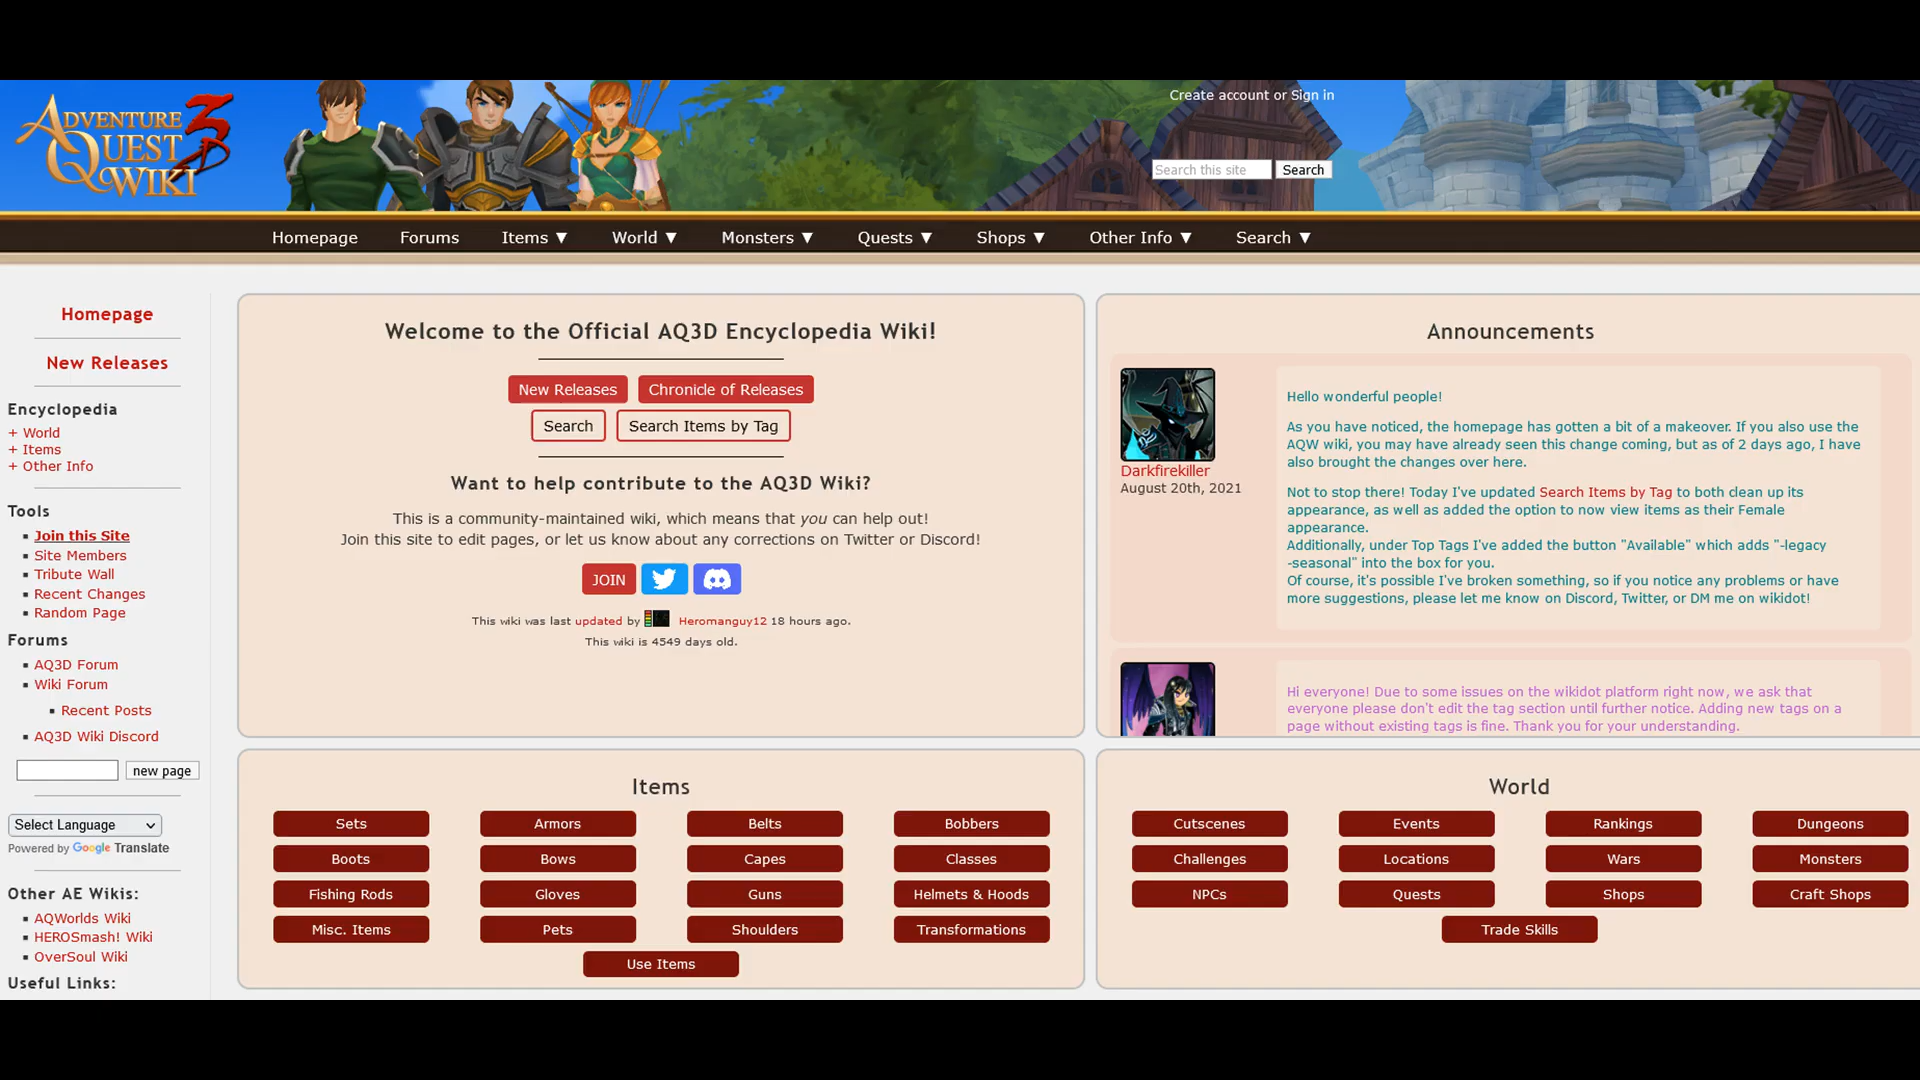 ADVENTURE QUEST 3D WIKI
Create account or Sign in
Search this site Search
Homepage Forums Items ▼ World ▼ Monsters ▼ Quests ▼ Shops ▼ Other Info ▼ Search ▼
Homepage
New Releases
Encyclopedia
+ World
+ Items
+ Other Info
Tools
Join this Site
Site Members
Tribute Wall
Recent Changes
Random Page
Forums
AQ3D Forum
Wiki Forum
Recent Posts
AQ3D Wiki Discord
new page
Select Language
Powered by Google Translate
Other AE Wikis:
AQWorlds Wiki
HEROSmash! Wiki
OverSoul Wiki
Useful Links:
Welcome to the Official AQ3D Encyclopedia Wiki!
New Releases Chronicle of Releases
Search Search Items by Tag
Want to help contribute to the AQ3D Wiki?
This is a community-maintained wiki, which means that you can help out!
Join this site to edit pages, or let us know about any corrections on Twitter or Discord!
JOIN
This wiki was last updated by Heromanguy12 18 hours ago.
This wiki is 4549 days old.
Announcements
Darkfirekiller
August 20th, 2021
Hello wonderful people!
As you have noticed, the homepage has gotten a bit of a makeover. If you also use the
AQW wiki, you may have already seen this change coming, but as of 2 days ago, I have
also brought the changes over here.
Not to stop there! Today I've updated Search Items by Tag to both clean up its
appearance, as well as added the option to now view items as their Female
appearance.
Additionally, under Top Tags I've added the button "Available" which adds "-legacy
-seasonal" into the box for you.
Of course, it's possible I've broken something, so if you notice any problems or have
more suggestions, please let me know on Discord, Twitter, or DM me on wikidot!
Hi everyone! Due to some issues on the wikidot platform right now, we ask that
everyone please don't edit the tag section until further notice. Adding new tags on a
page without existing tags is fine. Thank you for your understanding.
Items
Sets Armors Belts Bobbers
Boots Bows Capes Classes
Fishing Rods Gloves Guns Helmets & Hoods
Misc. Items Pets Shoulders Transformations
Use Items
World
Cutscenes Events Rankings Dungeons
Challenges Locations Wars Monsters
NPCs Quests Shops Craft Shops
Trade Skills